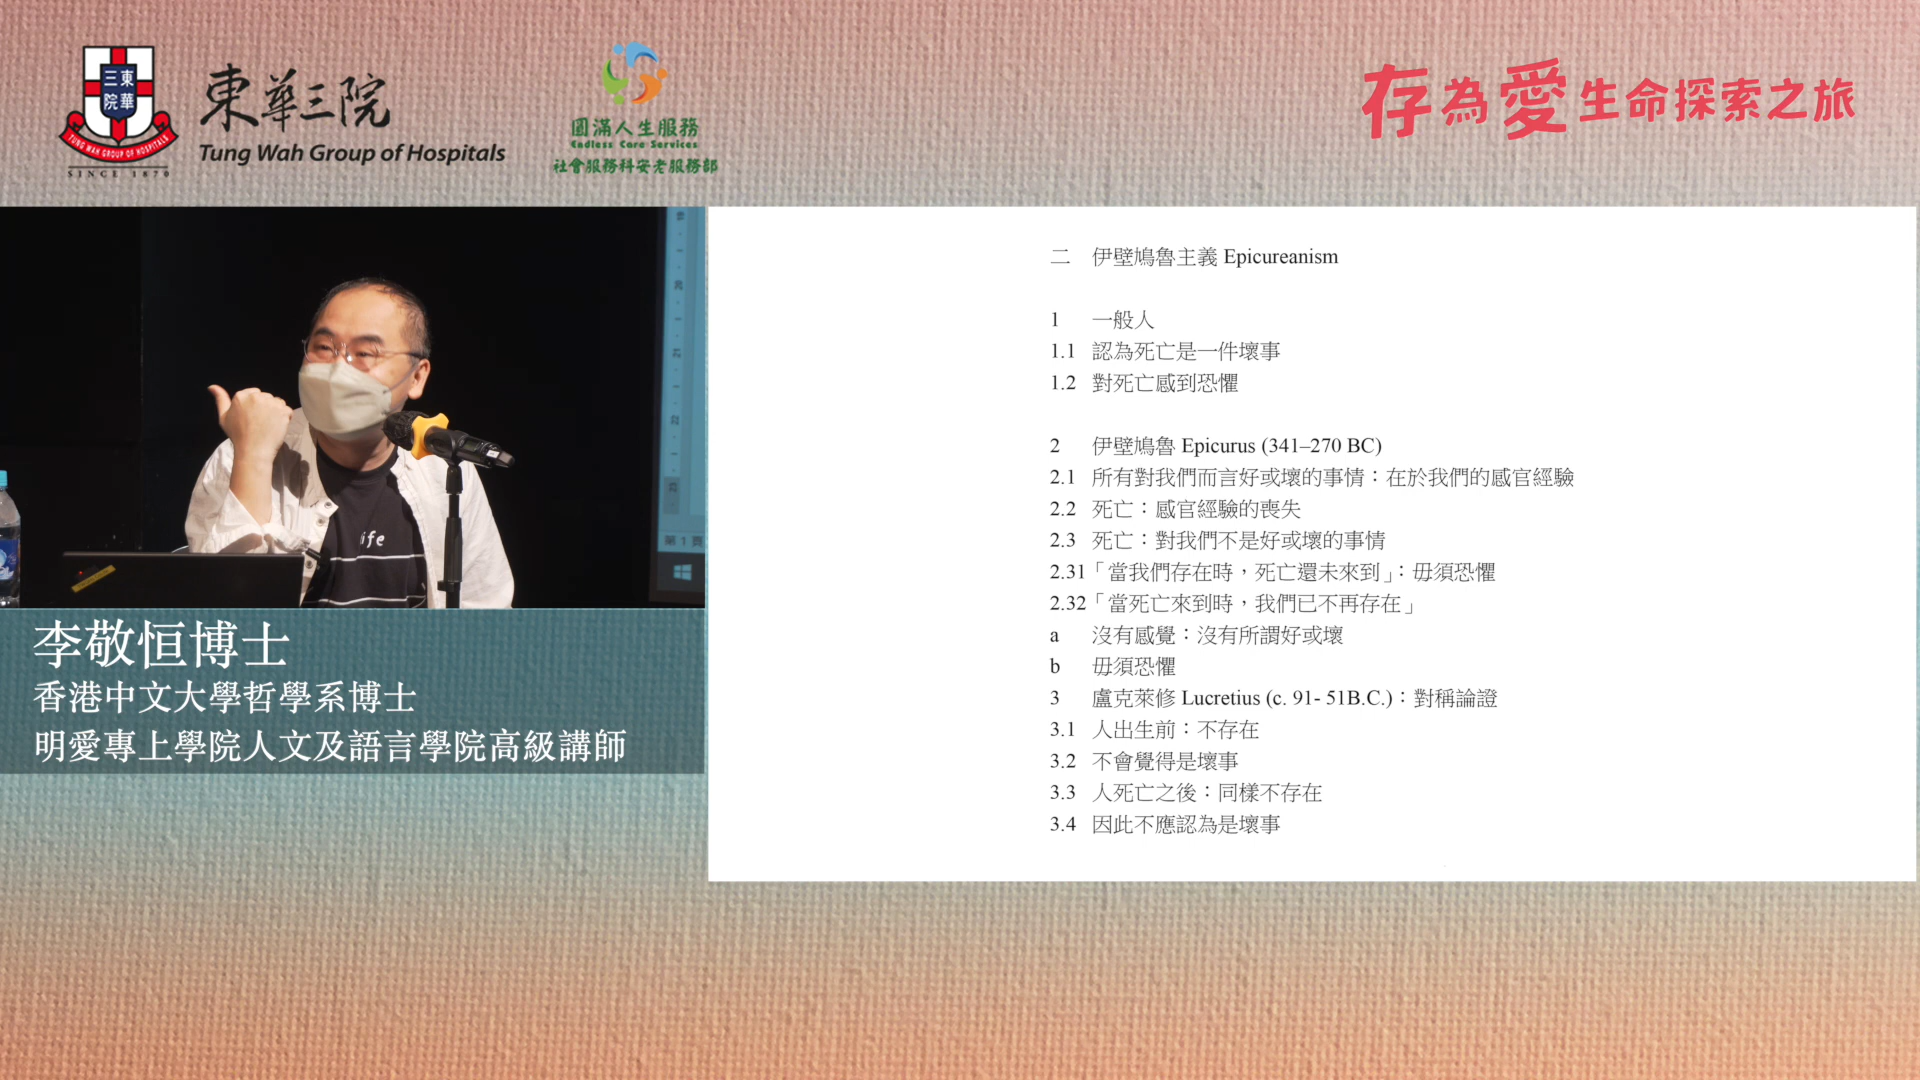 三東
院華
TUNG WAH GROUP OF HOSPITALS
SINCE 1870
東華三院
Tung Wah Group of Hospitals
圓滿人生服務
Endless Care Services
社會服務科安老服務部
存為愛生命探索之旅
第1頁
life
李敬恒博士
香港中文大學哲學系博士
明愛專上學院人文及語言學院高級講師
二 伊壁鳩魯主義 Epicureanism
1 一般人
1.1 認為死亡是一件壞事
1.2 對死亡感到恐懼
2 伊壁鳩魯 Epicurus (341–270 BC)
2.1 所有對我們而言好或壞的事情：在於我們的感官經驗
2.2 死亡：感官經驗的喪失
2.3 死亡：對我們不是好或壞的事情
2.31「當我們存在時，死亡還未來到」：毋須恐懼
2.32「當死亡來到時，我們已不再存在」
a 沒有感覺：沒有所謂好或壞
b 毋須恐懼
3 盧克萊修 Lucretius (c. 91- 51B.C.)：對稱論證
3.1 人出生前：不存在
3.2 不會覺得是壞事
3.3 人死亡之後：同樣不存在
3.4 因此不應認為是壞事